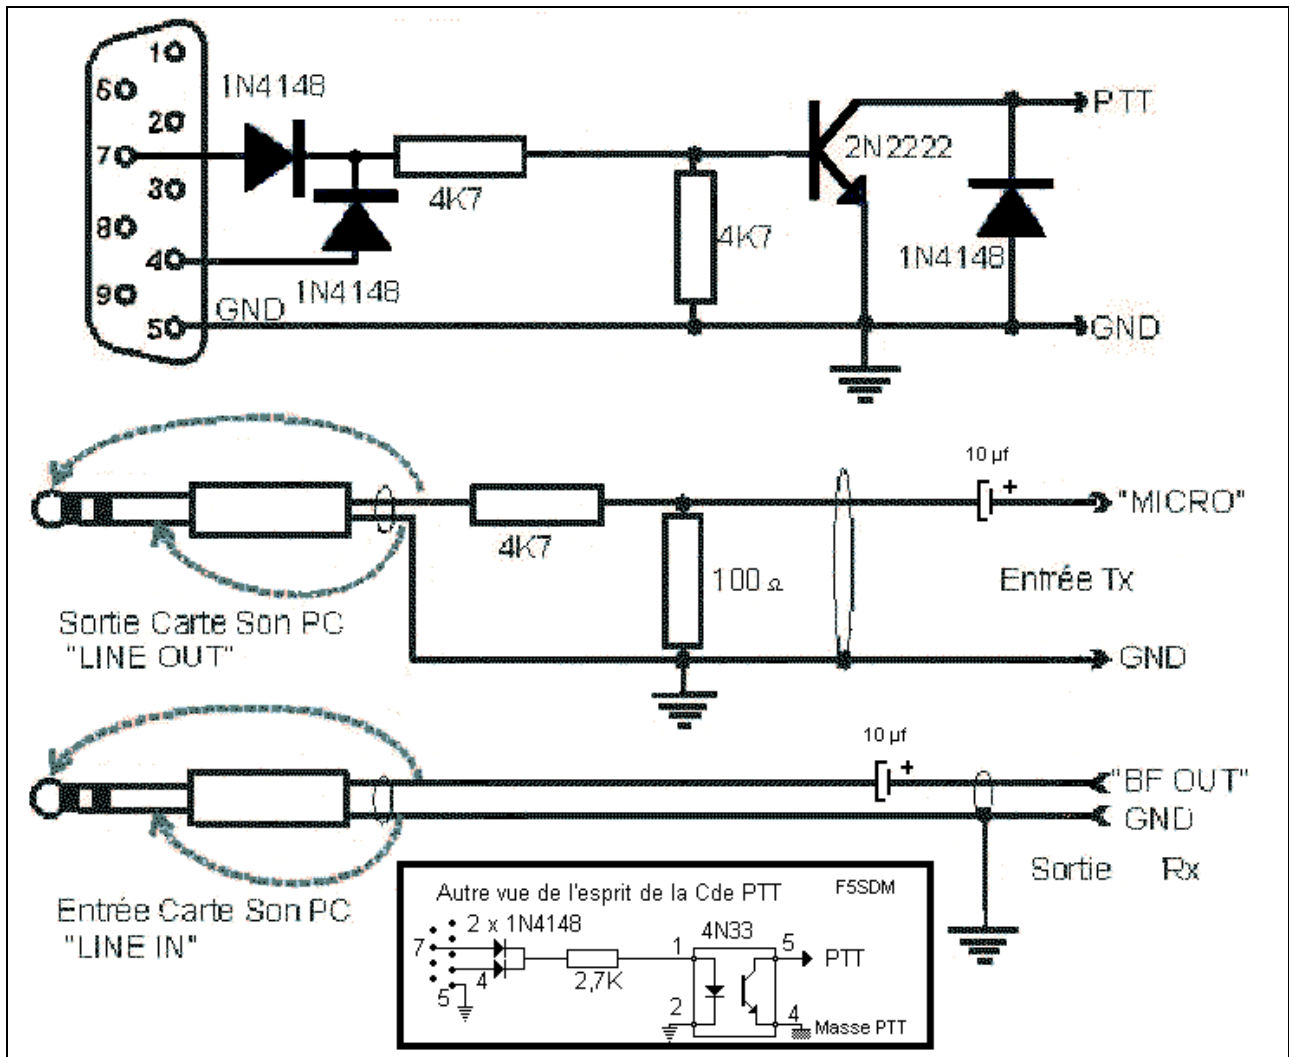 1
6
1N4148
2
7
3
4K7
8
4
1N4148
9
GND
5
4K7
2N2222
PTT
1N4148
GND
10 µf
+
"MICRO"
4K7
100 Ω
Entrée Tx
Sortie Carte Son PC
"LINE OUT"
GND
10 µf
+
"BF OUT"
GND
Sortie Rx
Entrée Carte Son PC
"LINE IN"
Autre vue de l'esprit de la Cde PTT
F5SDM
2 x 1N4148
7
4
5
2,7K
4N33
1
5
PTT
2
4
Masse PTT